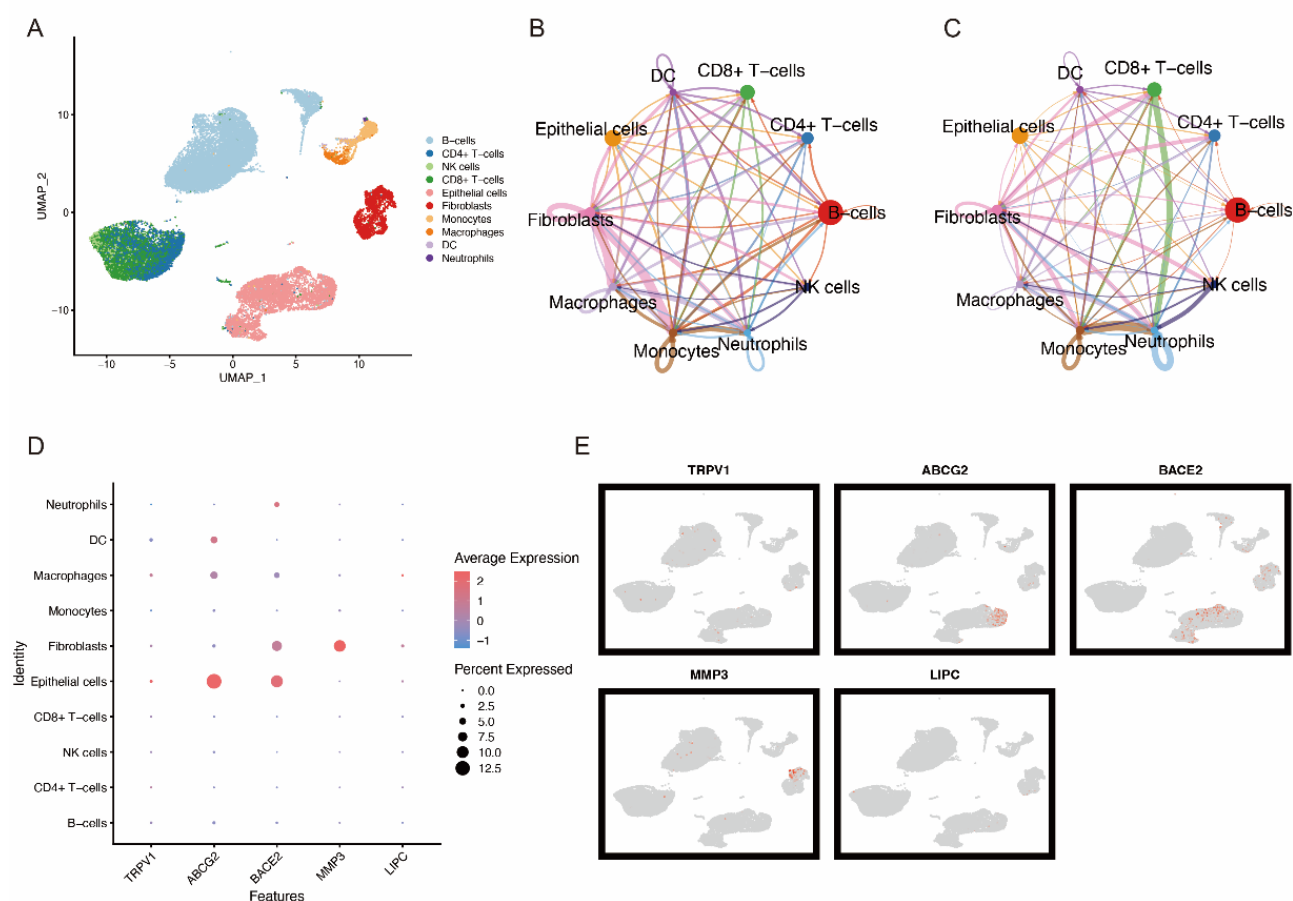 A
B
C
UMAP_2
10
0
−10
−10
−5
0
5
10
UMAP_1
B−cells
CD4+ T−cells
NK cells
CD8+ T−cells
Epithelial cells
Fibroblasts
Monocytes
Macrophages
DC
Neutrophils
DC
CD8+ T−cells
Epithelial cells
CD4+ T−cells
Fibroblasts
B−cells
Macrophages
NK cells
Monocytes
Neutrophils
DC
CD8+ T−cells
Epithelial cells
CD4+ T−cells
Fibroblasts
B−cells
Macrophages
NK cells
Monocytes
Neutrophils
D
Identity
Neutrophils
DC
Macrophages
Monocytes
Fibroblasts
Epithelial cells
CD8+ T−cells
NK cells
CD4+ T−cells
B−cells
TRPV1
ABCG2
BACE2
MMP3
LIPC
Features
Average Expression
2
1
0
−1
Percent Expressed
0.0
2.5
5.0
7.5
10.0
12.5
E
TRPV1
ABCG2
BACE2
MMP3
LIPC